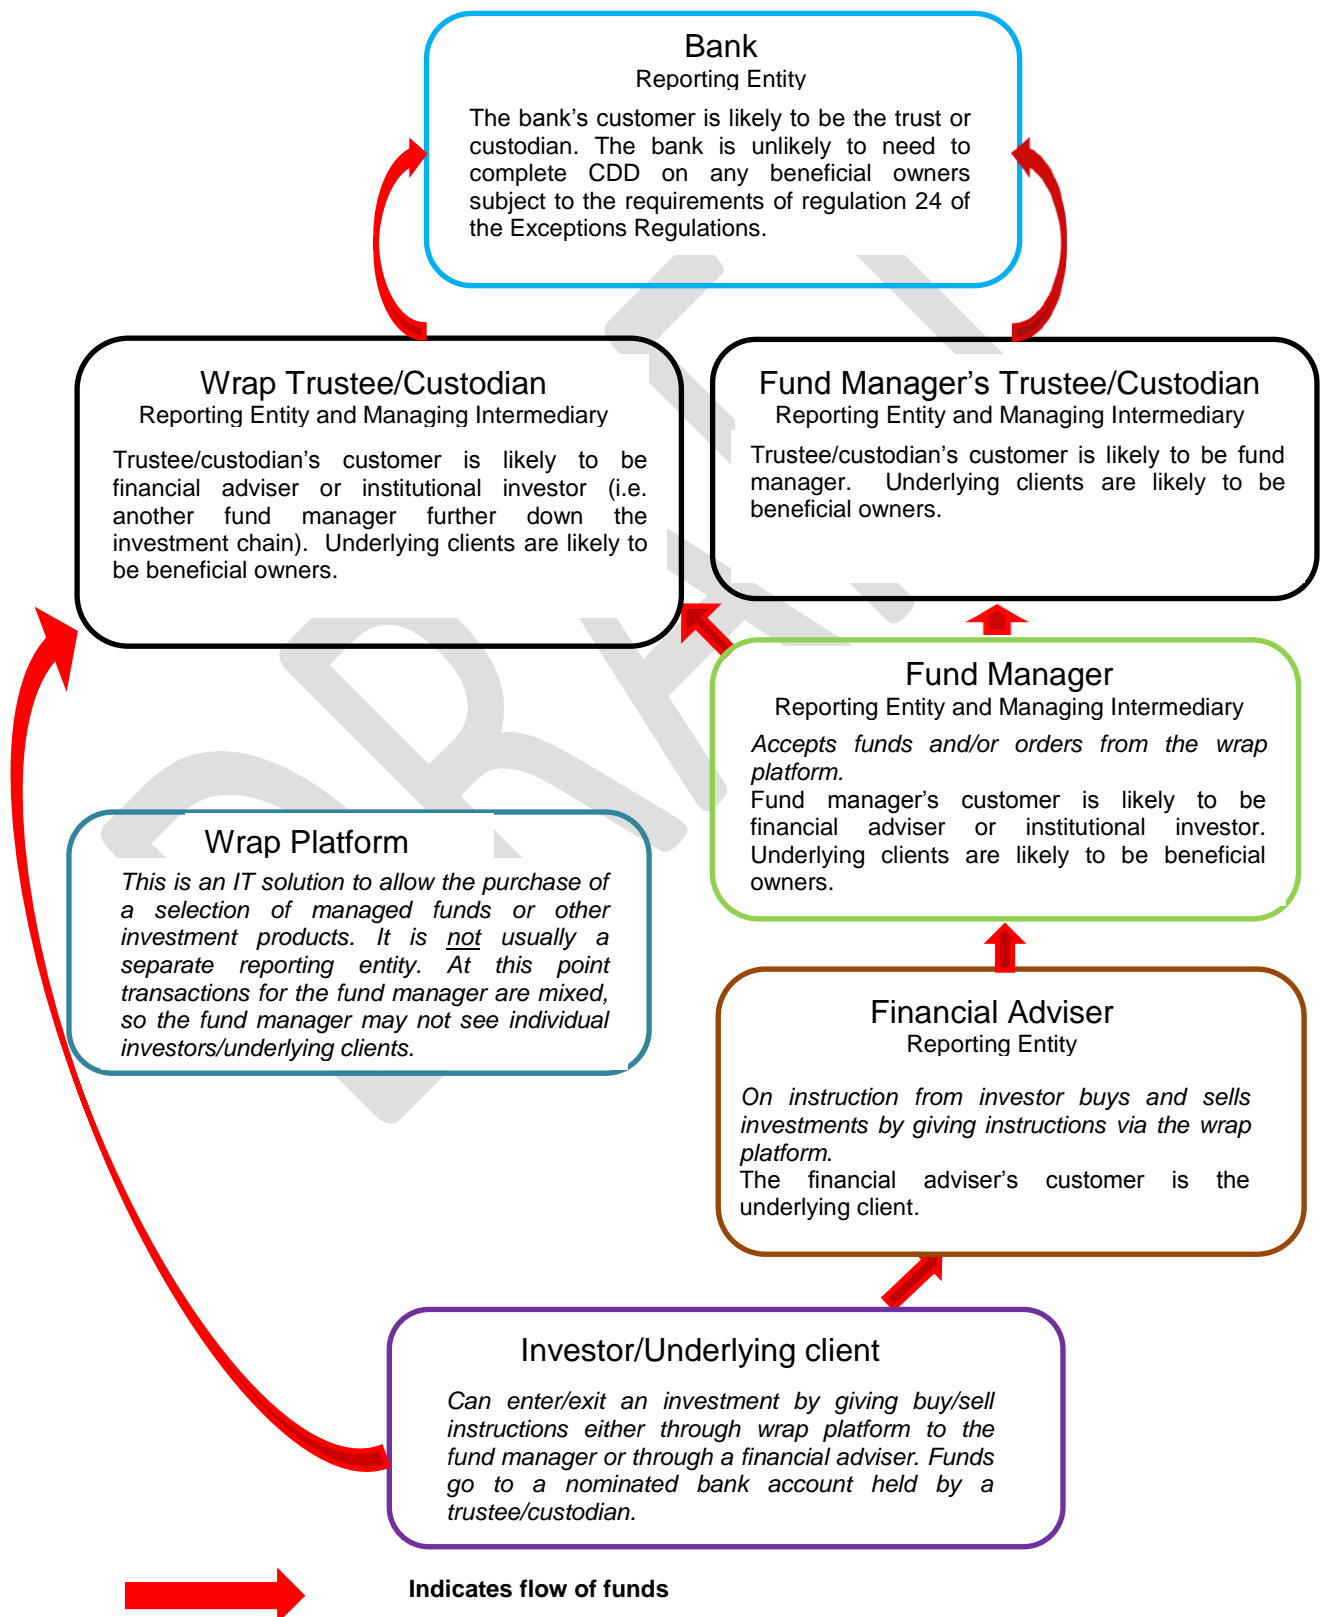 Bank
Reporting Entity
The bank's customer is likely to be the trust or
custodian. The bank is unlikely to need to
complete CDD on any beneficial owners
subject to the requirements of regulation 24 of
the Exceptions Regulations.
Wrap Trustee/Custodian
Reporting Entity and Managing Intermediary
Trustee/custodian's customer is likely to be
financial adviser or institutional investor (i.e.
another fund manager further down the
investment chain). Underlying clients are likely to
be beneficial owners.
Fund Manager's Trustee/Custodian
Reporting Entity and Managing Intermediary
Trustee/custodian's customer is likely to be fund
manager. Underlying clients are likely to be
beneficial owners.
Fund Manager
Reporting Entity and Managing Intermediary
Accepts funds and/or orders from the wrap
platform.
Fund manager's customer is likely to be
financial adviser or institutional investor.
Underlying clients are likely to be beneficial
owners.
Wrap Platform
This is an IT solution to allow the purchase of
a selection of managed funds or other
investment products. It is not usually a
separate reporting entity. At this point
transactions for the fund manager are mixed,
so the fund manager may not see individual
investors/underlying clients.
Financial Adviser
Reporting Entity
On instruction from investor buys and sells
investments by giving instructions via the wrap
platform.
The financial adviser's customer is the
underlying client.
Investor/Underlying client
Can enter/exit an investment by giving buy/sell
instructions either through wrap platform to the
fund manager or through a financial adviser. Funds
go to a nominated bank account held by a
trustee/custodian.
Indicates flow of funds
DRAFT